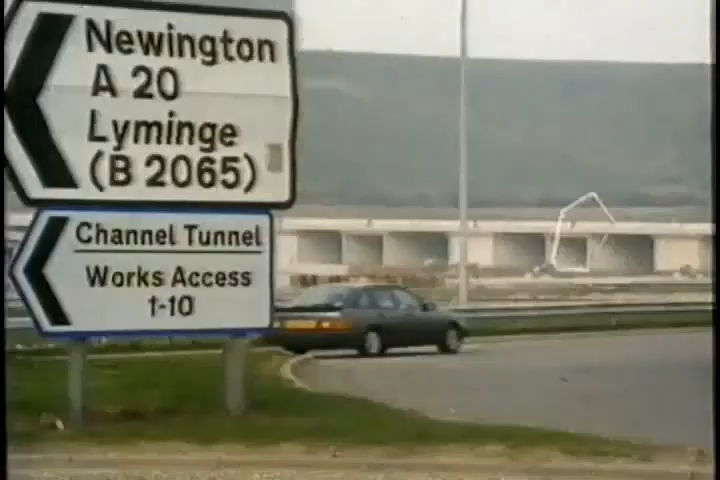 Newington
A 20
Lyminge
(B 2065)
Channel Tunnel
Works Access
1-10